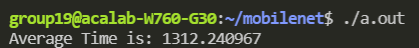 group19@acalab-W760-G30:~/mobilenet$ ./a.out
Average Time is: 1312.240967